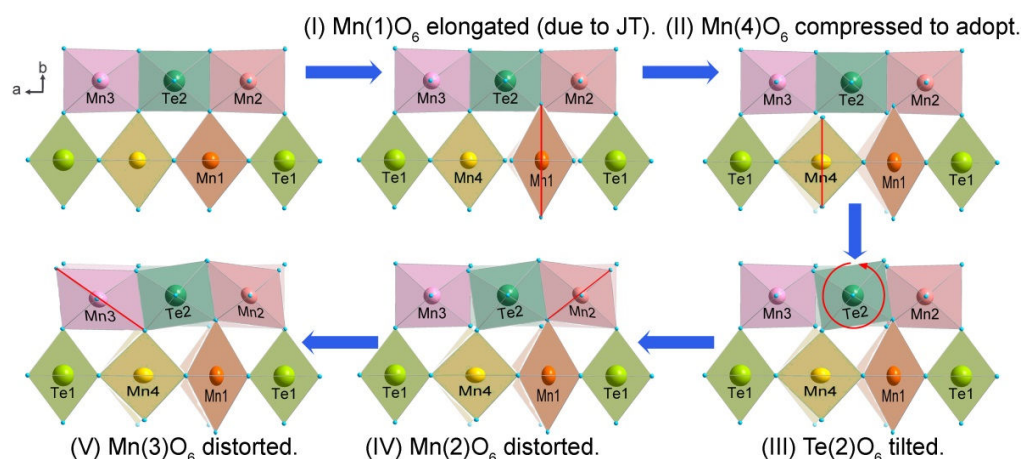 (I) Mn(1)O₆ elongated (due to JT). (II) Mn(4)O₆ compressed to adopt.
b
a
Mn3 Te2 Mn2
Mn1 Te1
Mn3 Te2 Mn2
Mn4 Mn1 Te1
Mn3 Te2 Mn2
Te1 Mn4 Mn1 Te1
Mn3 Te2 Mn2
Te1 Mn4 Mn1 Te1
Mn3 Te2 Mn2
Te1 Mn4 Mn1 Te1
Mn3 Te2 Mn2
Te1 Mn4 Mn1 Te1
(V) Mn(3)O₆ distorted. (IV) Mn(2)O₆ distorted. (III) Te(2)O₆ tilted.